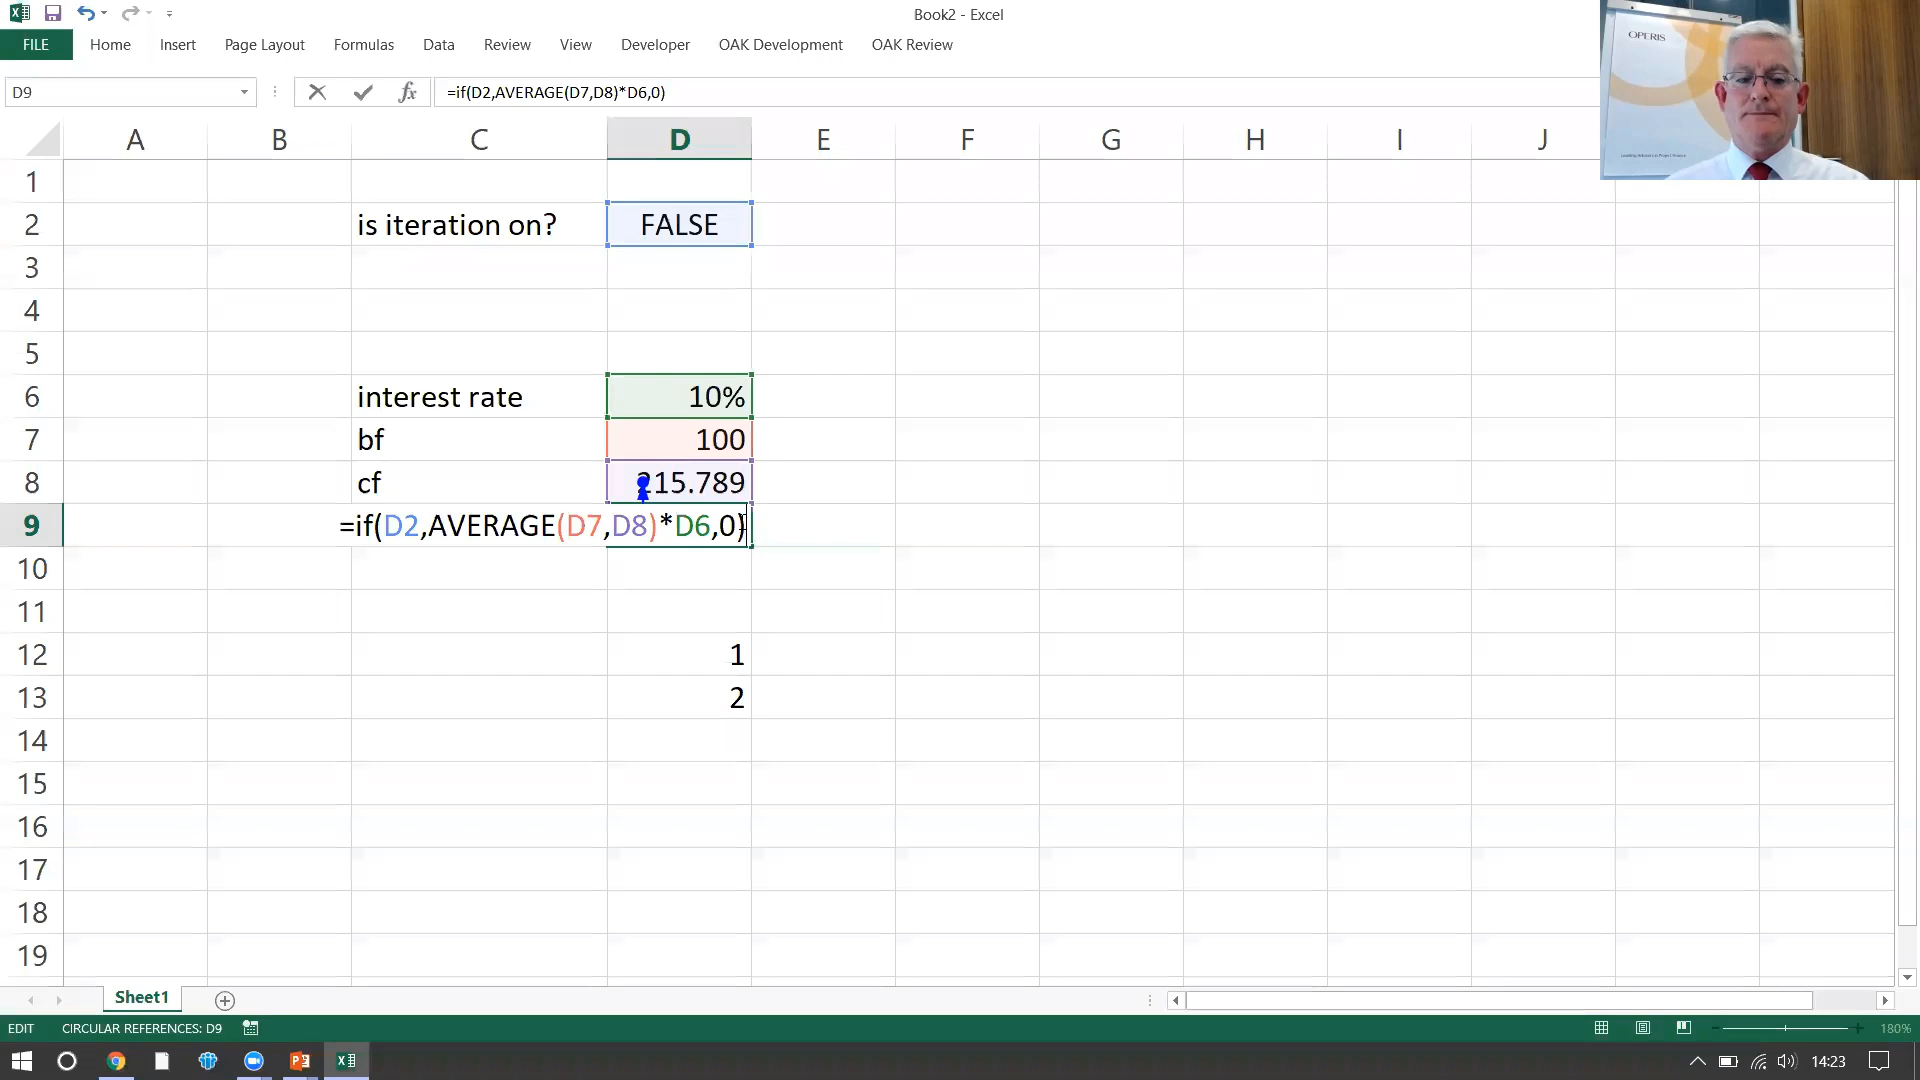 Book2 - Excel
FILE Home Insert Page Layout Formulas Data Review View Developer OAK Development OAK Review
OPERIS
D9 fx =if(D2,AVERAGE(D7,D8)*D6,0)
A B C D E F G H I J
1
2 is iteration on? FALSE
3
4
5
6 interest rate 10%
7 bf 100
8 cf 215.789
9 =if(D2,AVERAGE(D7,D8)*D6,0)
10
11
12 1
13 2
14
15
16
17
18
19
Sheet1
EDIT CIRCULAR REFERENCES: D9 180%
14:23